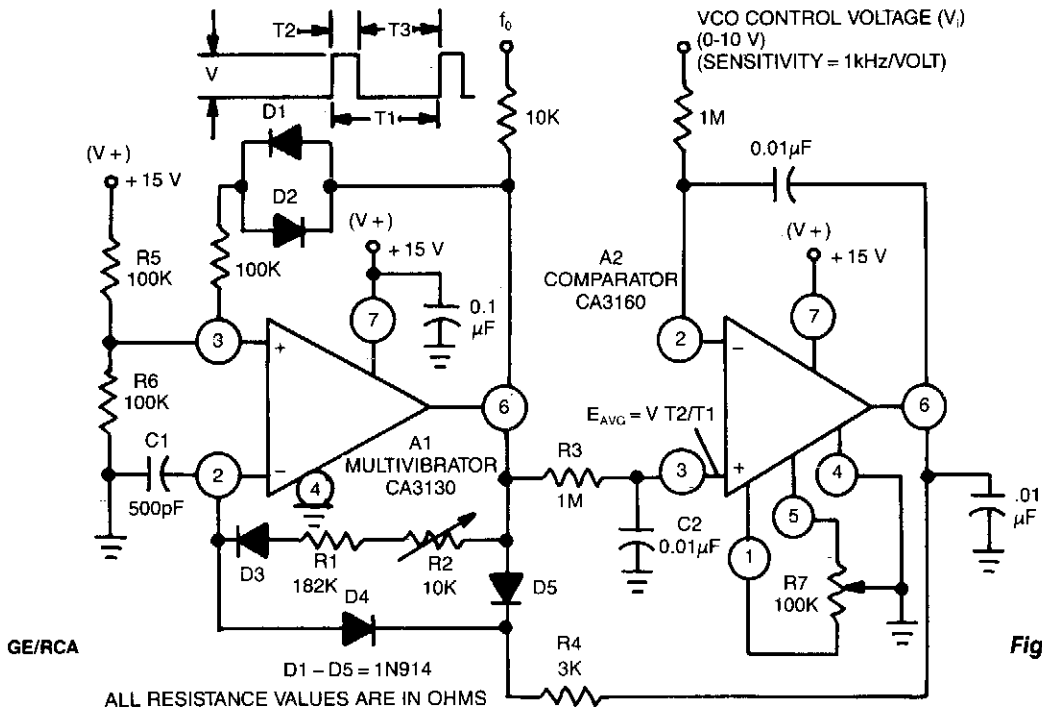 T2
T3
f₀
VCO CONTROL VOLTAGE (Vᵢ)
(0-10 V)
(SENSITIVITY = 1kHz/VOLT)
V
T1
D1
10K
1M
0.01µF
(V +)
+ 15 V
D2
(V +)
+ 15 V
(V +)
+ 15 V
R5
100K
100K
A2
COMPARATOR
CA3160
0.1
µF
7
7
3
+
2
−
R6
100K
6
6
C1
A1
MULTIVIBRATOR
CA3130
E_AVG = V T2/T1
R3
1M
2
−
4
500pF
3
+
4
5
1
.01
µF
C2
0.01µF
D3
R1
182K
R2
10K
D5
R7
100K
D4
GE/RCA
R4
3K
Fig
D1 – D5 = 1N914
ALL RESISTANCE VALUES ARE IN OHMS